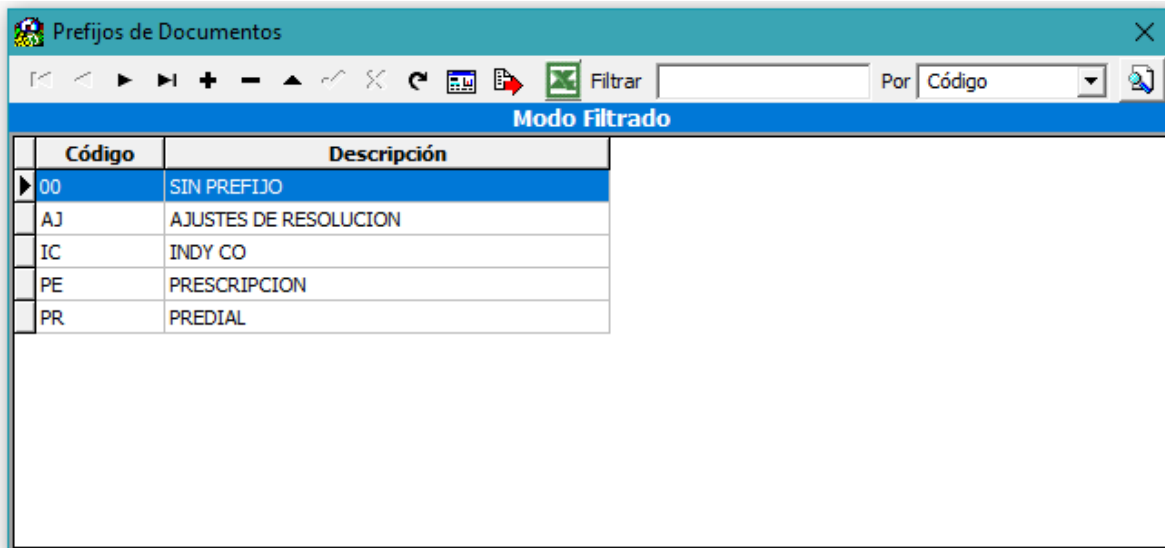 Prefijos de Documentos
Filtrar Por Código
Modo Filtrado
Código Descripción
00 SIN PREFIJO
AJ AJUSTES DE RESOLUCION
IC INDY CO
PE PRESCRIPCION
PR PREDIAL